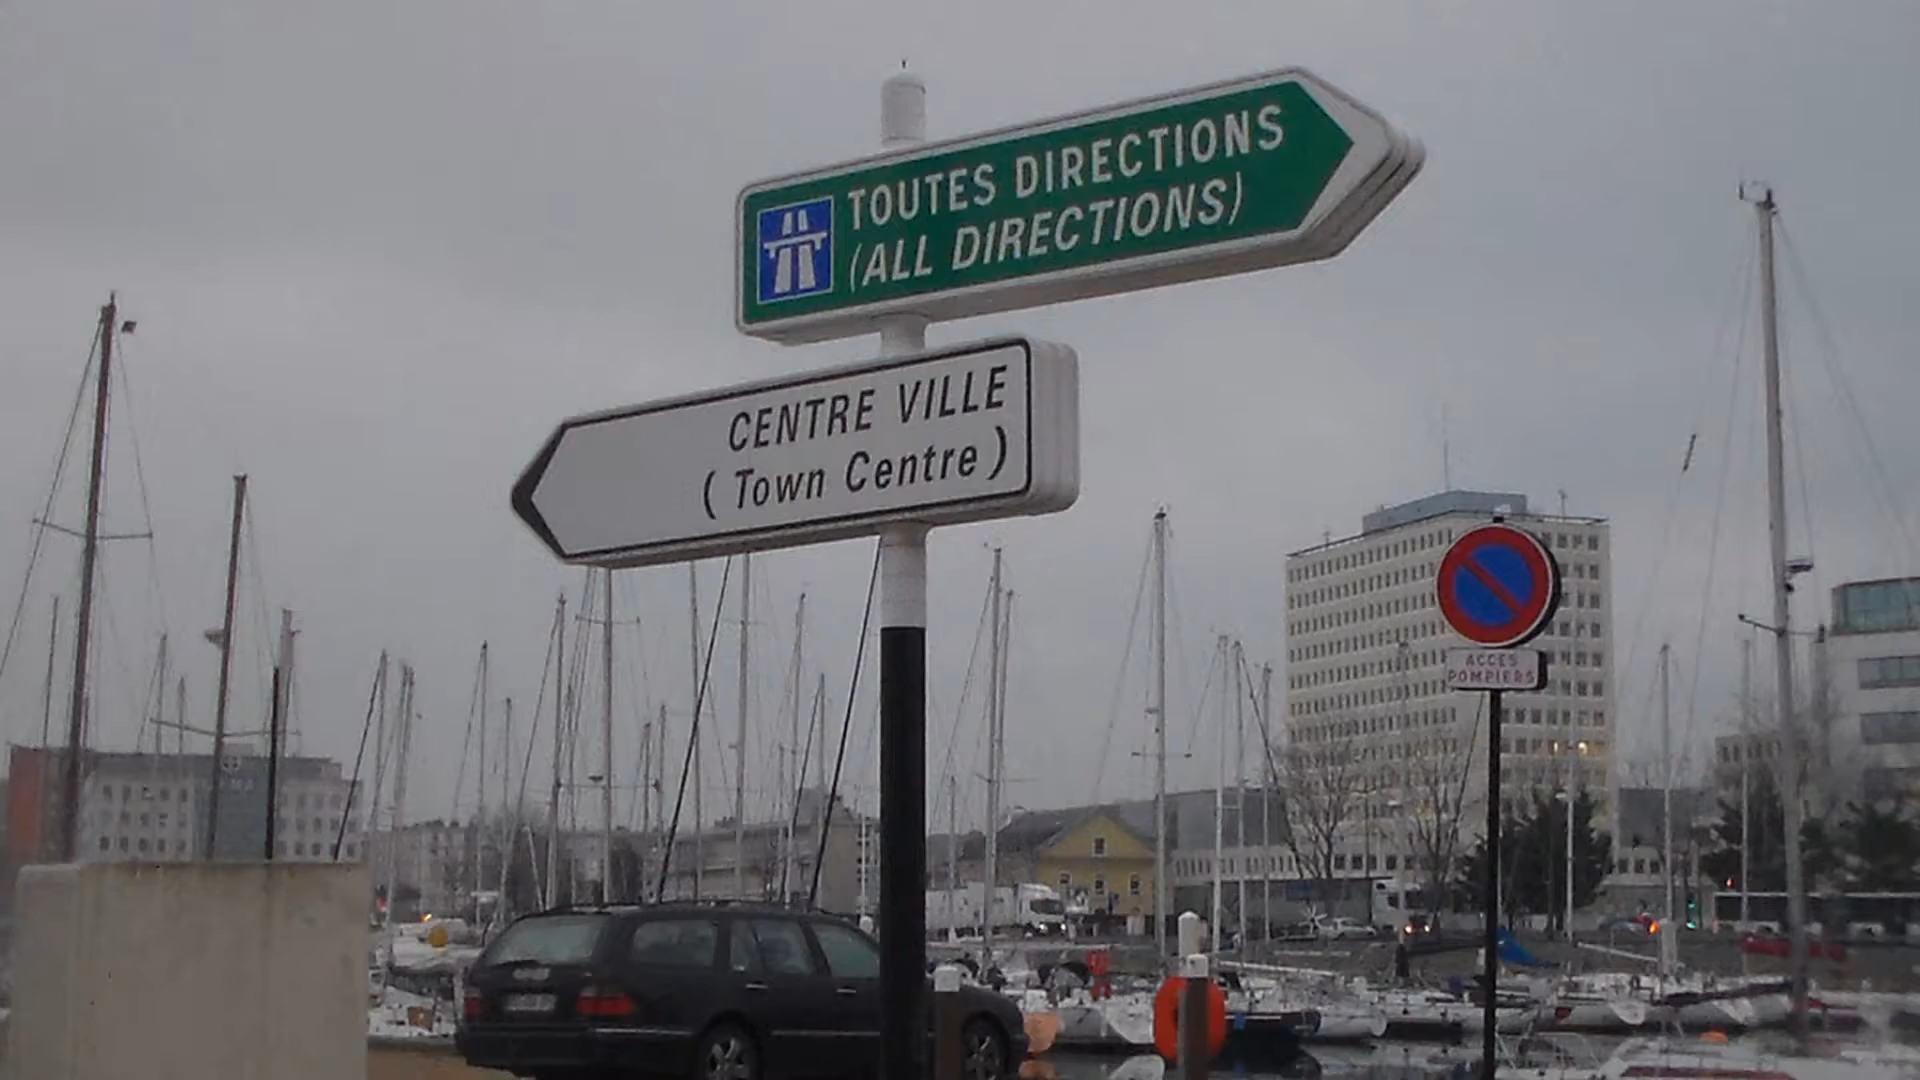 TOUTES DIRECTIONS
(ALL DIRECTIONS)
CENTRE VILLE
( Town Centre )
ACCES
POMPIERS